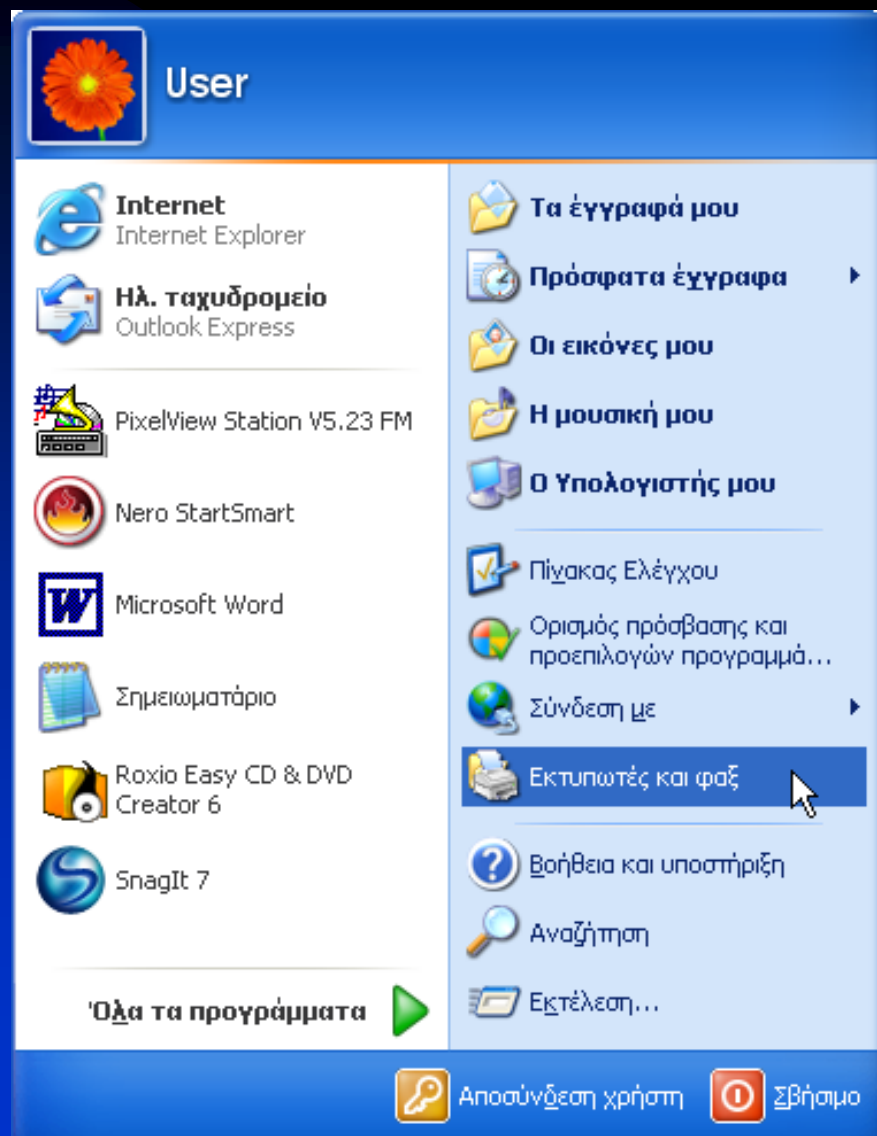 User
Internet
Internet Explorer
Ηλ. ταχυδρομείο
Outlook Express
PixelView Station V5.23 FM
Nero StartSmart
Microsoft Word
Σημειωματάριο
Roxio Easy CD & DVD
Creator 6
SnagIt 7
Όλα τα προγράμματα
Τα έγγραφά μου
Πρόσφατα έγγραφα
Οι εικόνες μου
Η μουσική μου
Ο Υπολογιστής μου
Πίνακας Ελέγχου
Ορισμός πρόσβασης και
προεπιλογών προγραμμά...
Σύνδεση με
Εκτυπωτές και φαξ
Βοήθεια και υποστήριξη
Αναζήτηση
Εκτέλεση...
Αποσύνδεση χρήστη
Σβήσιμο